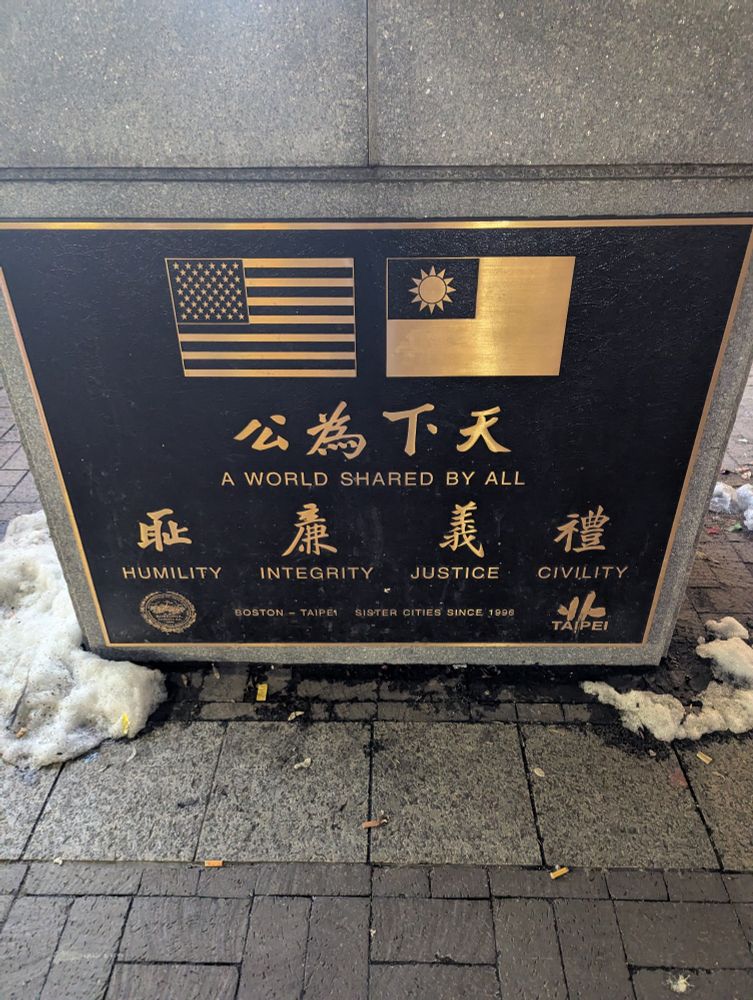 天下為公
A WORLD SHARED BY ALL
禮 義 廉 耻
HUMILITY INTEGRITY JUSTICE CIVILITY
BOSTON – TAIPEI SISTER CITIES SINCE 1996
TAIPEI